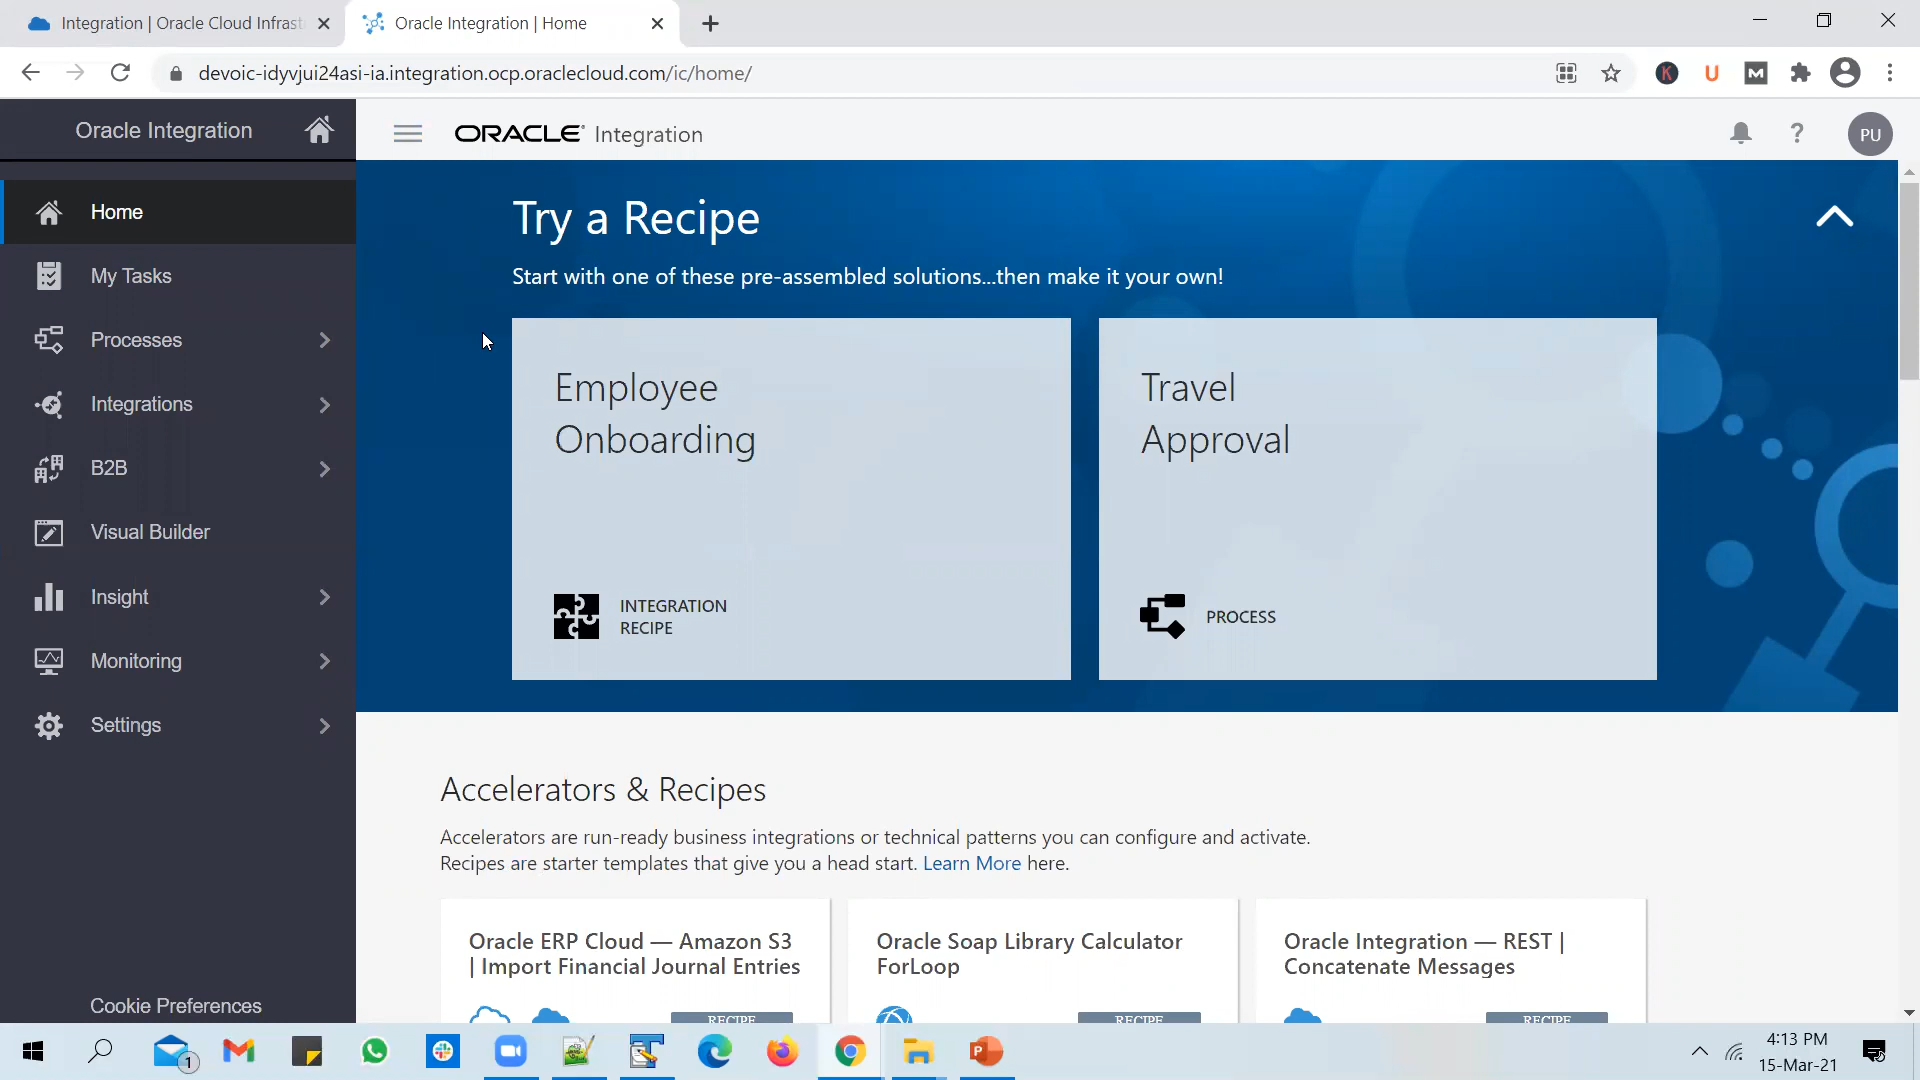 Integration | Oracle Cloud Infrast
Oracle Integration | Home
devoic-idyvjui24asi-ia.integration.ocp.oraclecloud.com/ic/home/
K
U
M
Oracle Integration
ORACLE Integration
?
PU
Home
My Tasks
Processes
Integrations
B2B
Visual Builder
Insight
Monitoring
Settings
Cookie Preferences
Try a Recipe
Start with one of these pre-assembled solutions...then make it your own!
Employee
Onboarding
INTEGRATION
RECIPE
Travel
Approval
PROCESS
Accelerators & Recipes
Accelerators are run-ready business integrations or technical patterns you can configure and activate.
Recipes are starter templates that give you a head start. Learn More here.
Oracle ERP Cloud — Amazon S3
| Import Financial Journal Entries
RECIPE
Oracle Soap Library Calculator
ForLoop
RECIPE
Oracle Integration — REST |
Concatenate Messages
RECIPE
1
4:13 PM
15-Mar-21